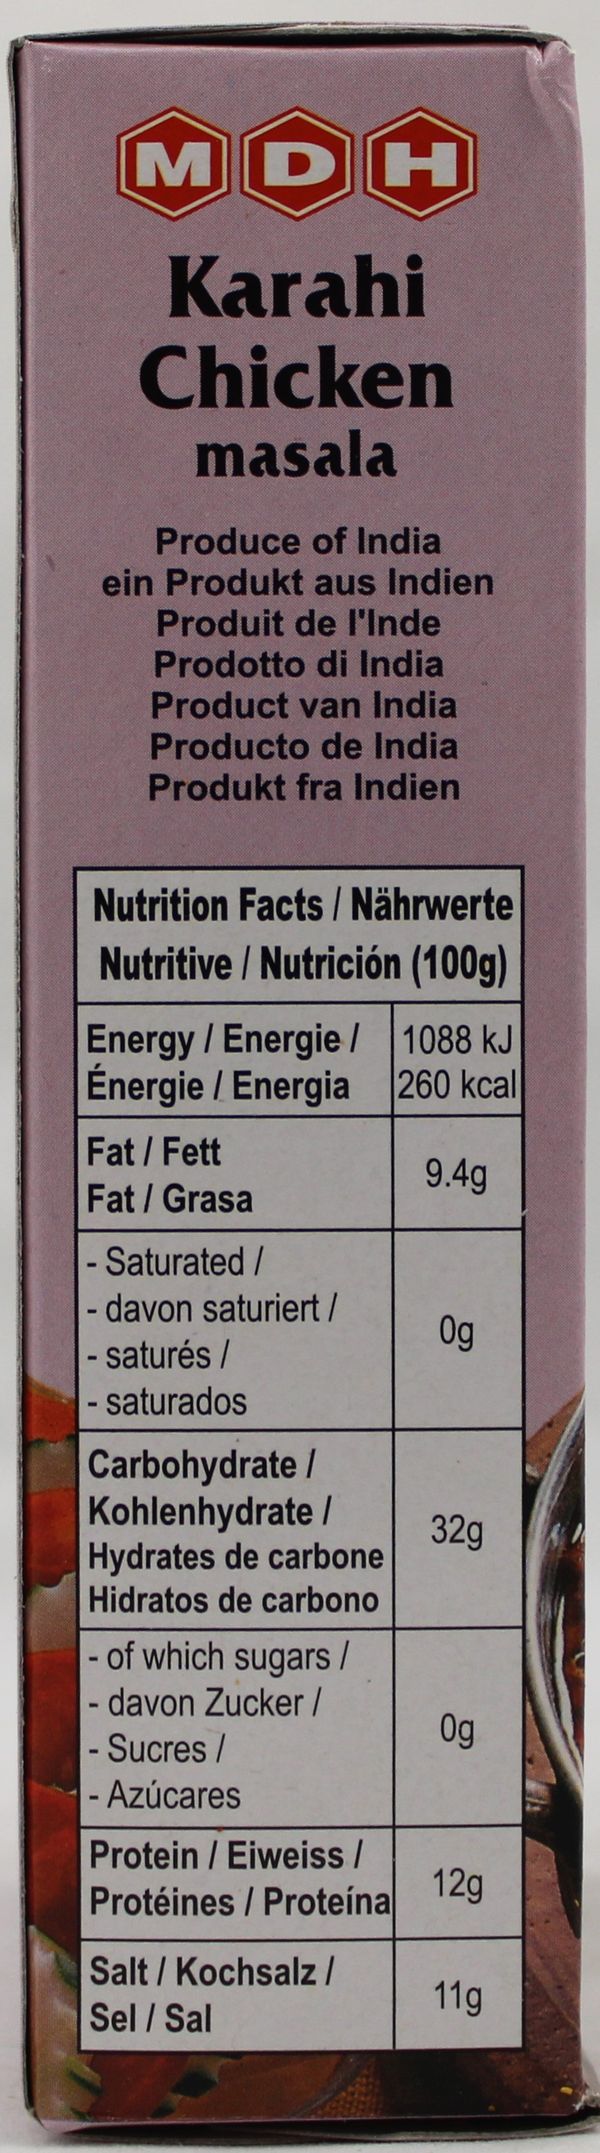 MDH
Karahi
Chicken
masala
Produce of India
ein Produkt aus Indien
Produit de l'Inde
Prodotto di India
Product van India
Producto de India
Produkt fra Indien
Nutrition Facts / Nährwerte
Nutritive / Nutrición (100g)
Energy / Energie / 1088 kJ
Énergie / Energia 260 kcal
Fat / Fett
Fat / Grasa
9.4g
- Saturated /
- davon saturiert /
- saturés /
- saturados
0g
Carbohydrate /
Kohlenhydrate /
Hydrates de carbone
Hidratos de carbono
32g
- of which sugars /
- davon Zucker /
- Sucres /
- Azúcares
0g
Protein / Eiweiss /
Protéines / Proteína
12g
Salt / Kochsalz /
Sel / Sal
11g